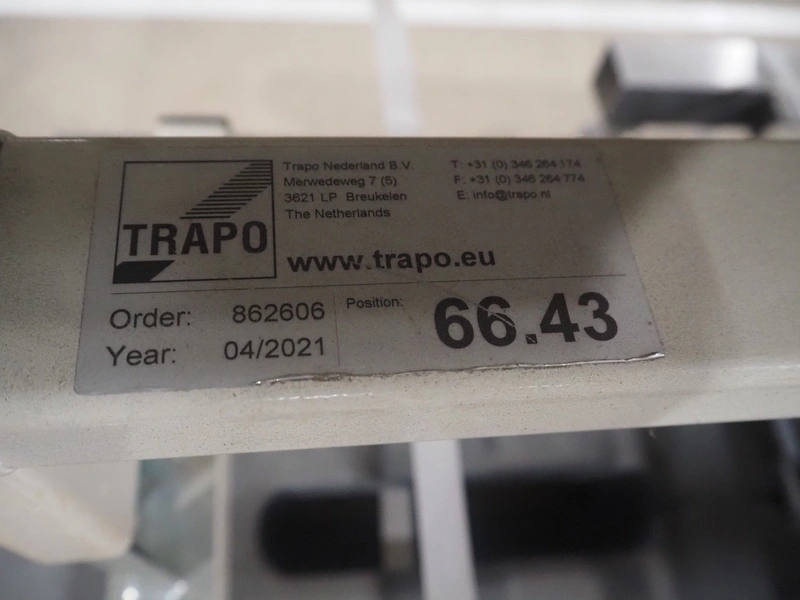 TRAPO
Trapo Nederland B.V.
Merwedeweg 7 (5)
3621 LP Breukelen
The Netherlands
T: +31 (0) 346 264 174
F: +31 (0) 346 264 774
E: info@trapo.nl
www.trapo.eu
Order: 862606
Year: 04/2021
Position: 66.43